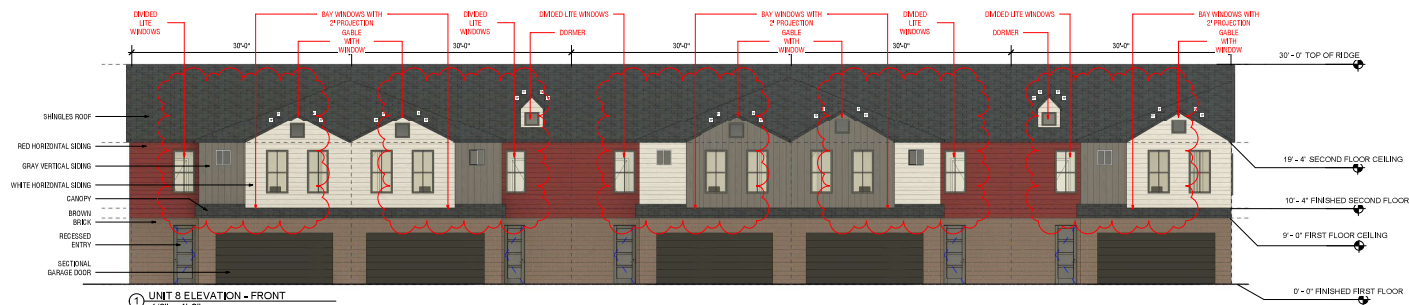 DIVIDED
LITE
WINDOWS
BAY WINDOWS WITH
2' PROJECTION
GABLE
WITH
WINDOW
DIVIDED
LITE
WINDOWS
DIVIDED LITE WINDOWS
DORMER
BAY WINDOWS WITH
2' PROJECTION
GABLE
WITH
WINDOW
DIVIDED
LITE
WINDOWS
DIVIDED LITE WINDOWS
DORMER
BAY WINDOWS WITH
2' PROJECTION
GABLE
WITH
WINDOW
30'-0"
30'-0"
30'-0"
30'-0"
30'-0"
30' - 0" TOP OF RIDGE
SHINGLES ROOF
RED HORIZONTAL SIDING
GRAY VERTICAL SIDING
WHITE HORIZONTAL SIDING
CANOPY
BROWN
BRICK
RECESSED
ENTRY
SECTIONAL
GARAGE DOOR
19' - 4" SECOND FLOOR CEILING
10' - 4" FINISHED SECOND FLOOR
9' - 0" FIRST FLOOR CEILING
0' - 0" FINISHED FIRST FLOOR
1 UNIT 8 ELEVATION - FRONT